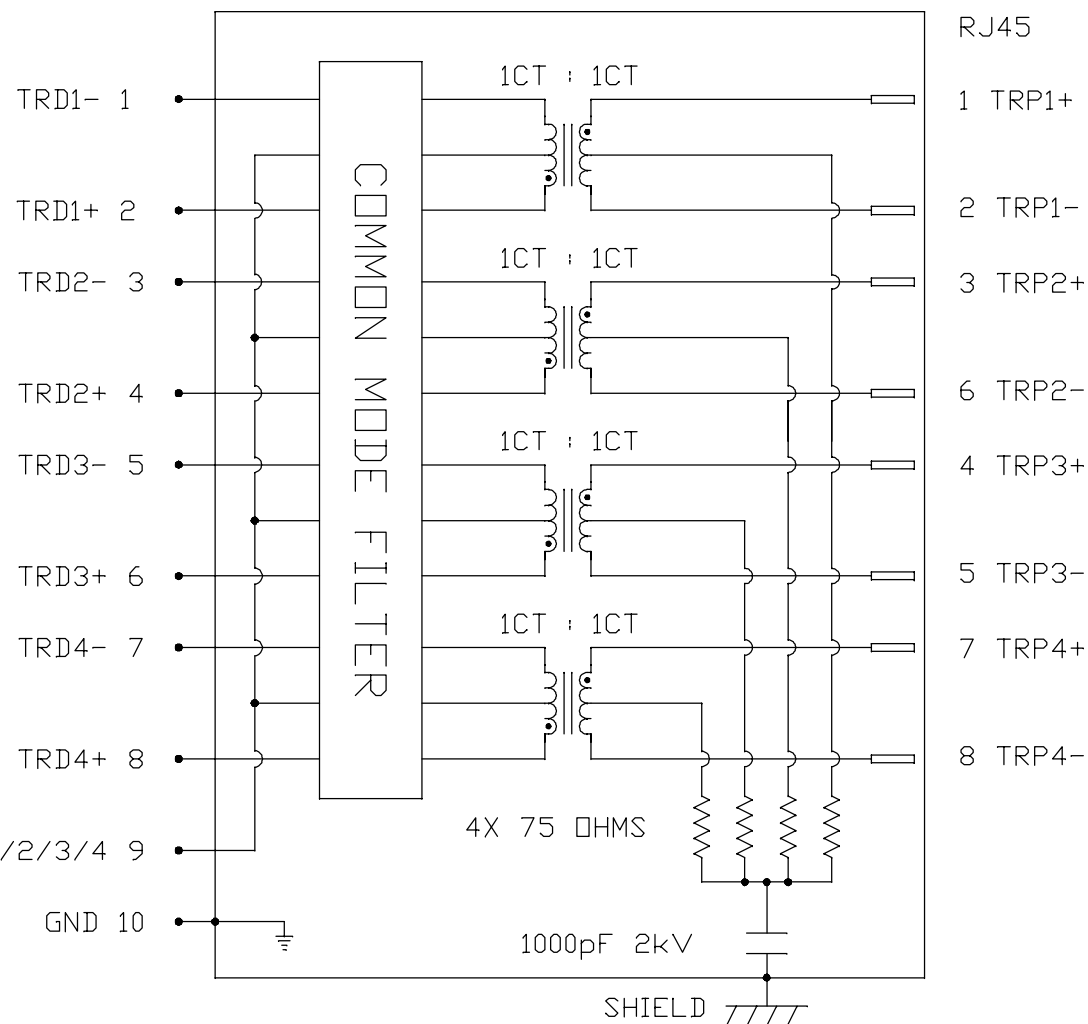 RJ45
1CT : 1CT
TRD1- 1
1 TRP1+
TRD1+ 2
2 TRP1-
1CT : 1CT
TRD2- 3
3 TRP2+
TRD2+ 4
6 TRP2-
1CT : 1CT
TRD3- 5
4 TRP3+
TRD3+ 6
5 TRP3-
1CT : 1CT
TRD4- 7
7 TRP4+
TRD4+ 8
8 TRP4-
COMMON MODE FILTER
4X 75 OHMS
/2/3/4 9
GND 10
1000pF 2kV
SHIELD